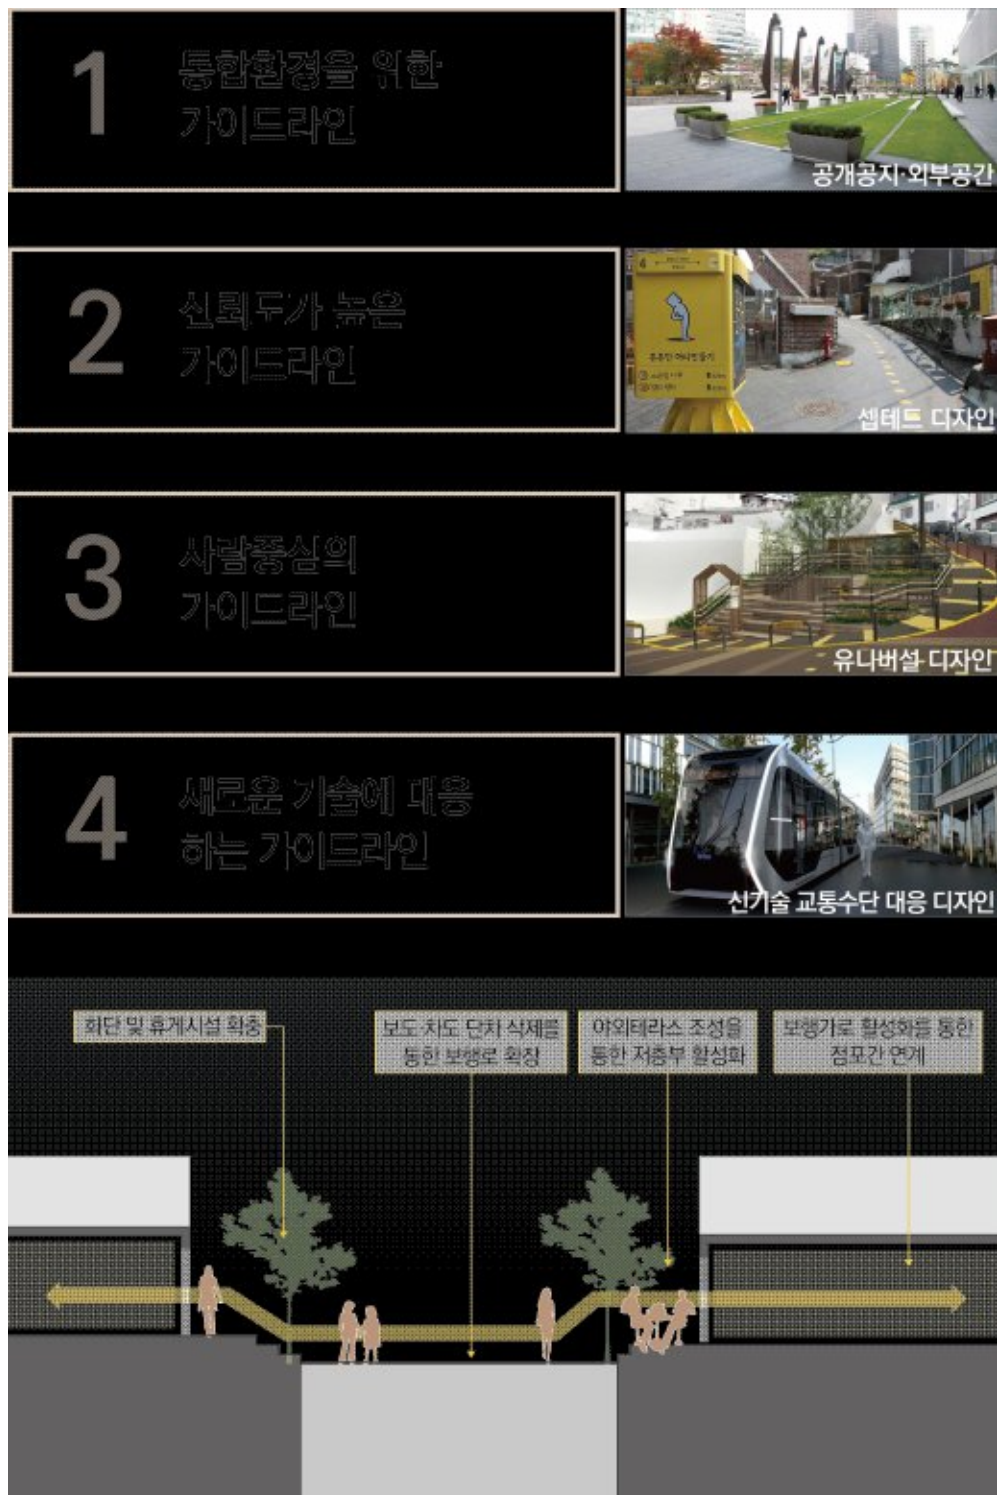 1
통합환경을 위한
가이드라인
공개공지·외부공간
2
신뢰도가 높은
가이드라인
4
셉테드 디자인
3
사람중심의
가이드라인
유니버설 디자인
4
새로운 기술에 대응
하는 가이드라인
신기술 교통수단 대응 디자인
화단 및 휴게시설 확충
보도·차도 단차 삭제를
통한 보행로 확장
야외테라스 조성을
통한 저층부 활성화
보행가로 활성화를 통한
점포간 연계